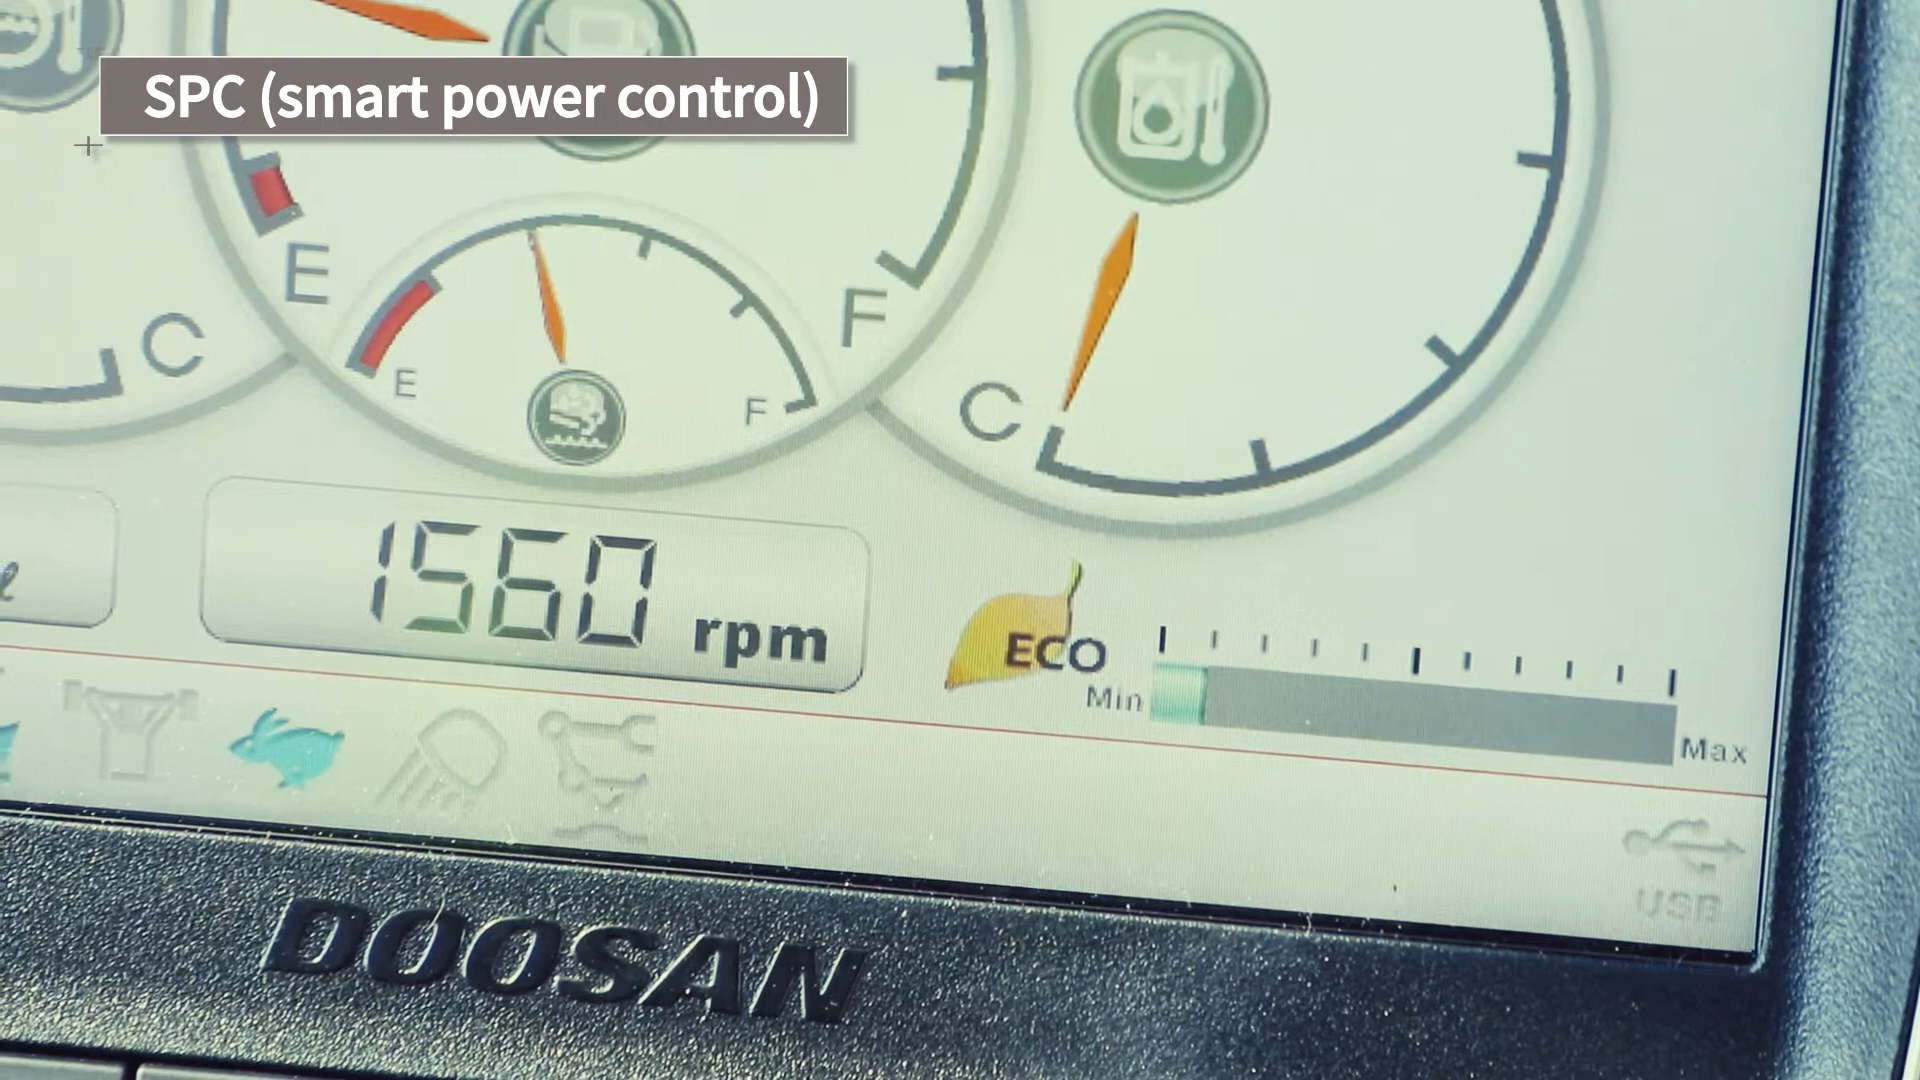 SPC (smart power control)
E
F
E
F
C
C
1560 rpm
ECO
Min
Max
USB
DOOSAN